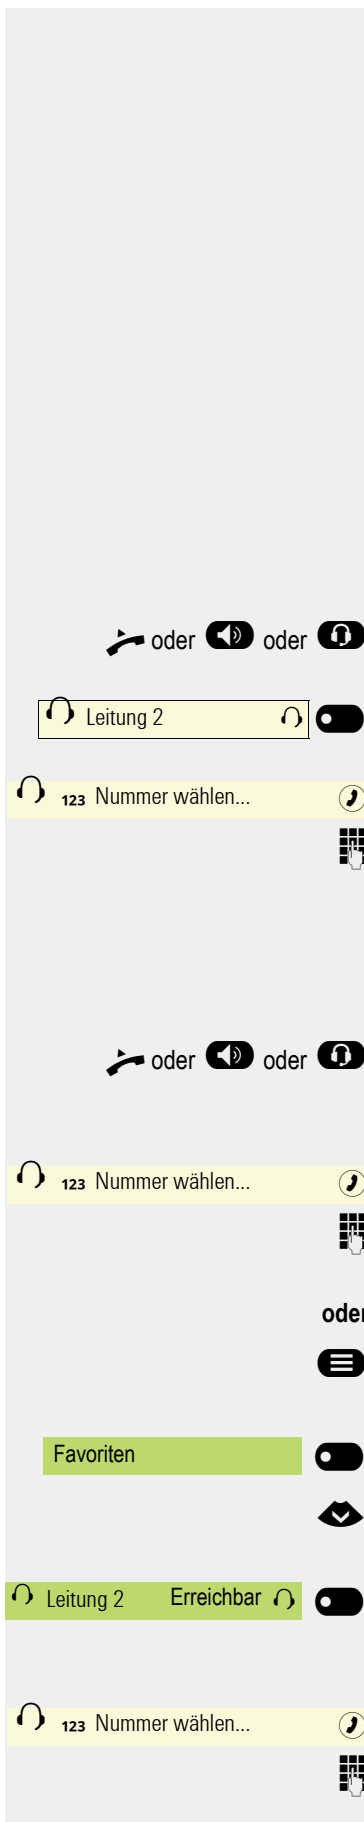 oder oder
Leitung 2
123 Nummer wählen...
oder oder
123 Nummer wählen...
oder
Favoriten
Leitung 2 Erreichbar
123 Nummer wählen...